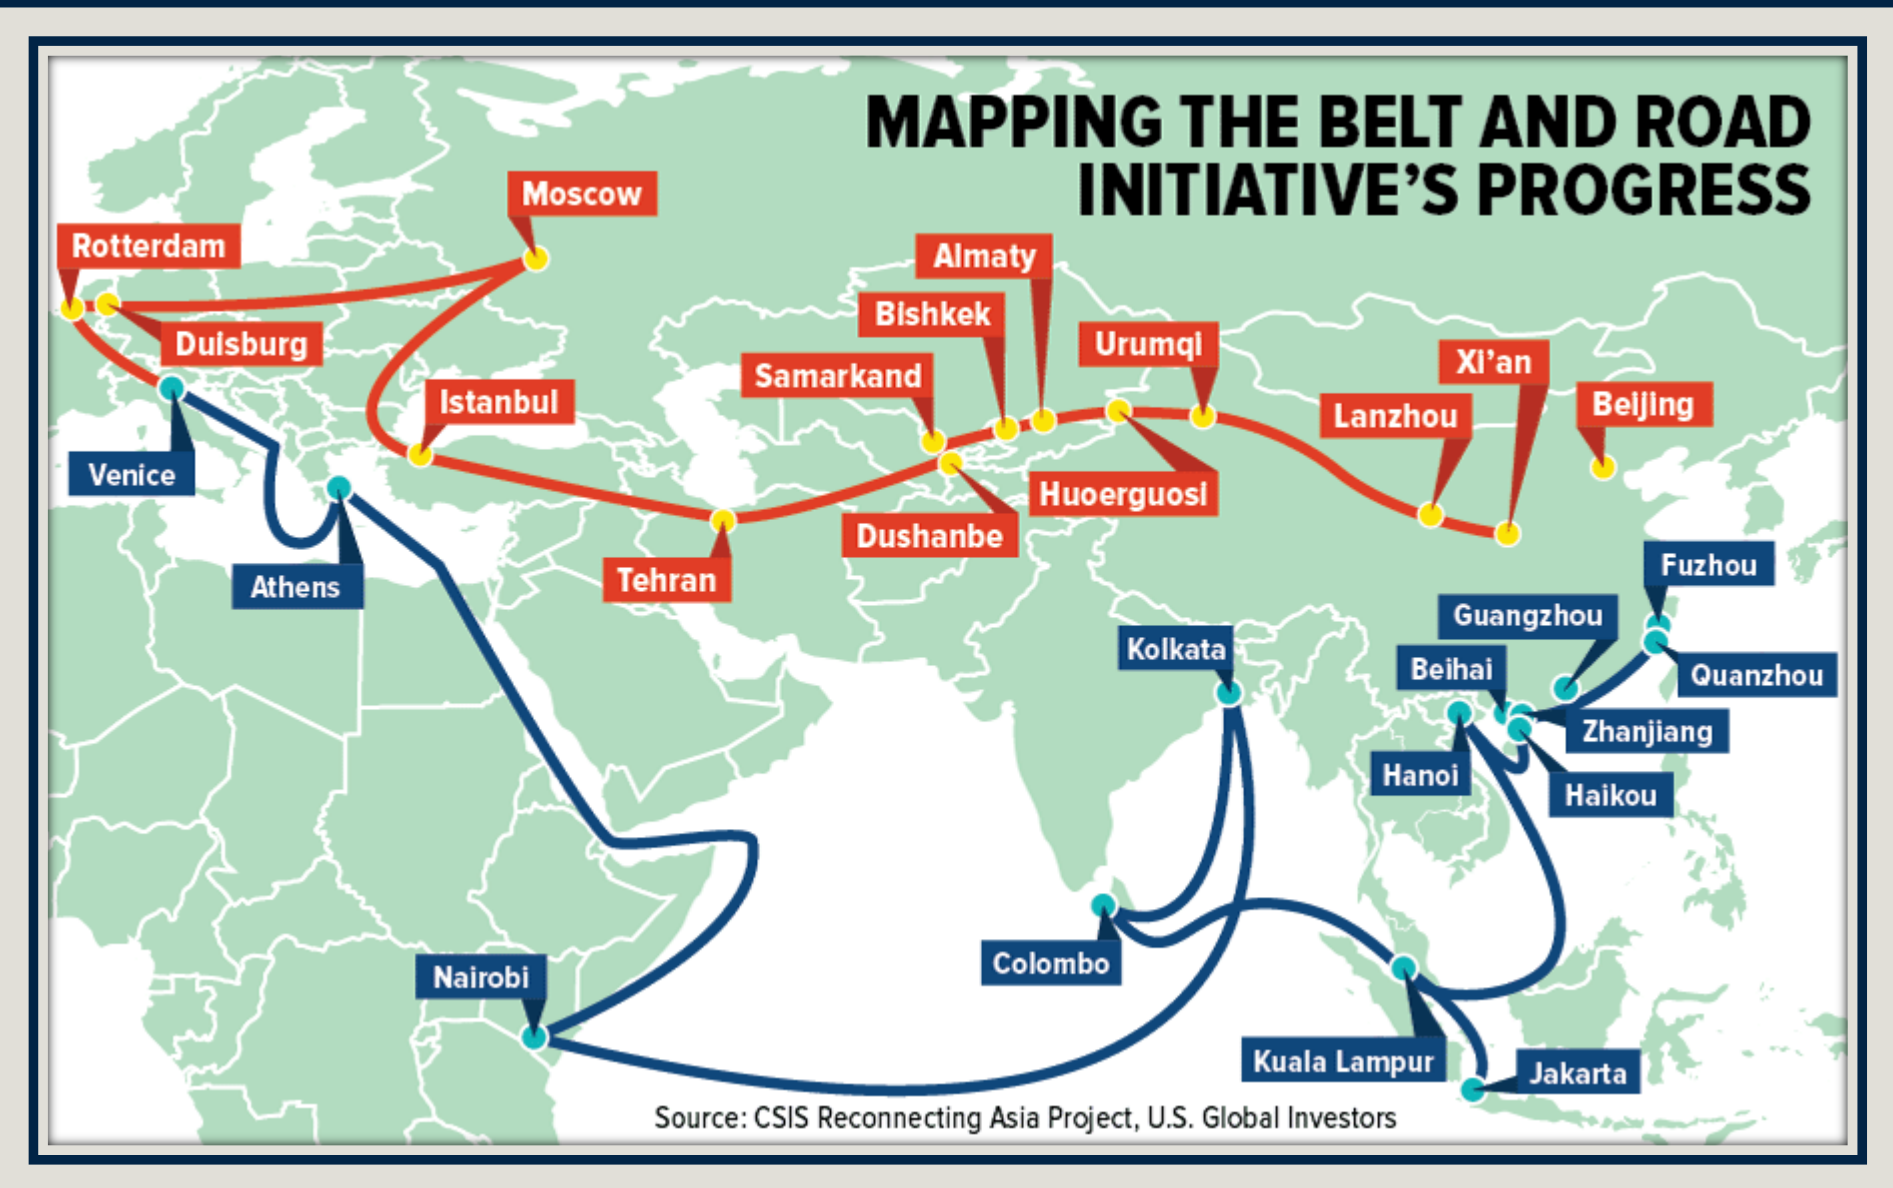 MAPPING THE BELT AND ROAD
INITIATIVE’S PROGRESS
Moscow
Rotterdam
Almaty
Bishkek
Duisburg
Urumqi
Xi’an
Samarkand
Istanbul
Beijing
Lanzhou
Venice
Huoerguosi
Dushanbe
Tehran
Athens
Fuzhou
Guangzhou
Kolkata
Beihai
Quanzhou
Zhanjiang
Hanoi
Haikou
Colombo
Nairobi
Kuala Lampur
Jakarta
Source: CSIS Reconnecting Asia Project, U.S. Global Investors